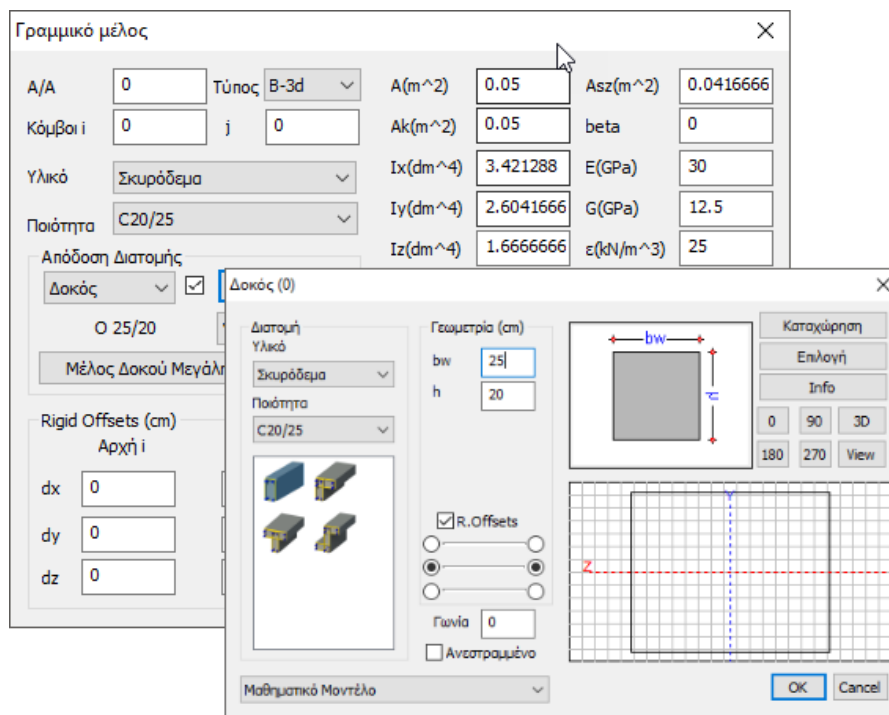 Γραμμικό μέλος
A/A 0 Τύπος B-3d A(m^2) 0.05 Asz(m^2) 0.0416666
Κόμβοι i 0 j 0 Ak(m^2) 0.05 beta 0
Υλικό Σκυρόδεμα Ix(dm^4) 3.421288 E(GPa) 30
Ποιότητα C20/25 Iy(dm^4) 2.6041666 G(GPa) 12.5
Iz(dm^4) 1.6666666 ε(kN/m^3) 25
Απόδοση Διατομής
Δοκός
O 25/20
Μέλος Δοκού Μεγάλη
Rigid Offsets (cm)
Αρχή i
dx 0
dy 0
dz 0
Δοκός (0)
Διατομή
Υλικό
Σκυρόδεμα
Ποιότητα
C20/25
Γεωμετρία (cm)
bw 25
h 20
R.Offsets
Γωνία 0
Ανεστραμμένο
Μαθηματικό Μοντέλο
bw
h
Καταχώρηση
Επιλογή
Info
0 90 3D
180 270 View
Y
Z
OK Cancel